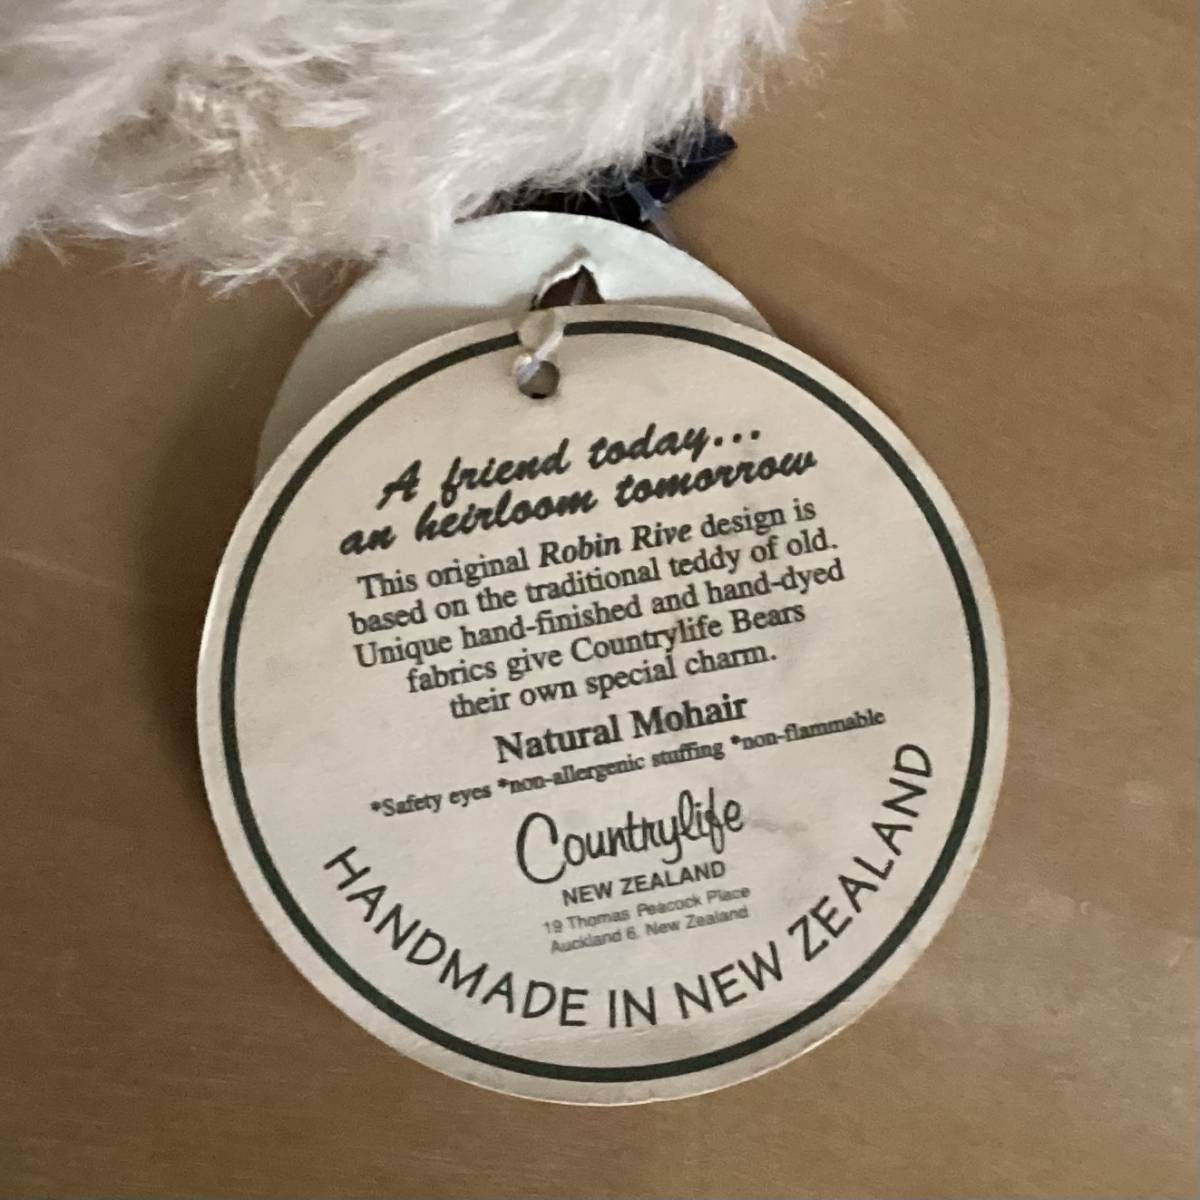 A friend today...
an heirloom tomorrow
This original Robin Rive design is
based on the traditional teddy of old.
Unique hand-finished and hand-dyed
fabrics give Countrylife Bears
their own special charm.
Natural Mohair
*Safety eyes *non-allergenic stuffing *non-flammable
Countrylife
NEW ZEALAND
19 Thomas Peacock Place
Auckland 6, New Zealand
HANDMADE IN NEW ZEALAND